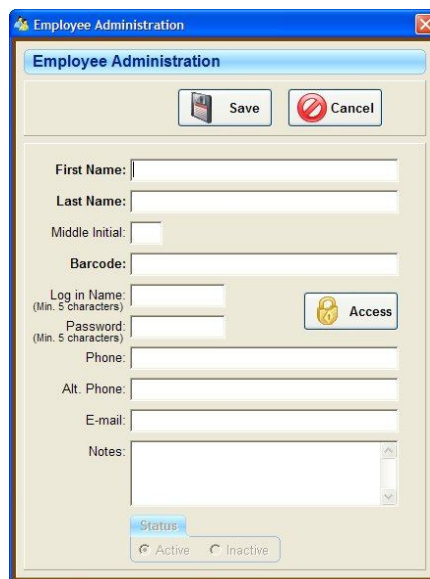 Employee Administration
Employee Administration
Save Cancel
First Name:
Last Name:
Middle Initial:
Barcode:
Log in Name:
(Min. 5 characters)
Access
Password:
(Min. 5 characters)
Phone:
Alt. Phone:
E-mail:
Notes:
Status
Active Inactive